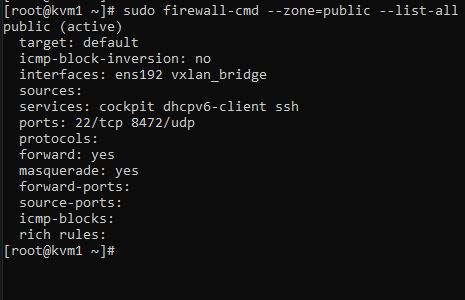 [root@kvm1 ~]# sudo firewall-cmd --zone=public --list-all
public (active)
  target: default
  icmp-block-inversion: no
  interfaces: ens192 vxlan_bridge
  sources:
  services: cockpit dhcpv6-client ssh
  ports: 22/tcp 8472/udp
  protocols:
  forward: yes
  masquerade: yes
  forward-ports:
  source-ports:
  icmp-blocks:
  rich rules:
[root@kvm1 ~]#